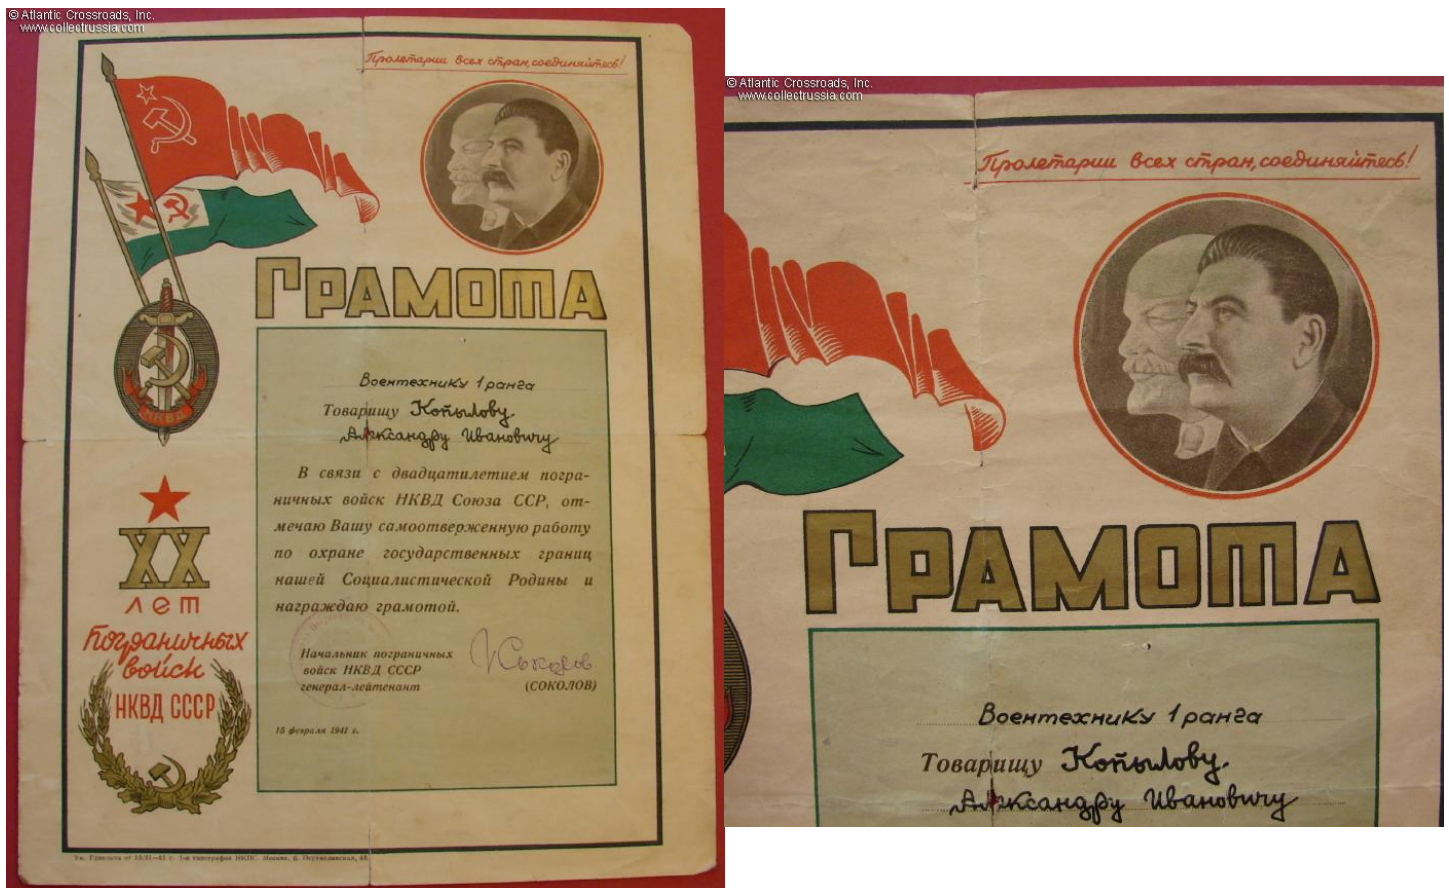 © Atlantic Crossroads, Inc.
www.collectrussia.com
Пролетарии всех стран, соединяйтесь!
ГРАМОТА
НКВД
Воентехнику 1 ранга
Товарищу Копылову
Александру Ивановичу
В связи с двадцатилетием погра-
ничных войск НКВД Союза ССР, от-
мечаю Вашу самоотверженную работу
по охране государственных границ
нашей Социалистической Родины и
награждаю грамотой.
Начальник пограничных
войск НКВД СССР
генерал-лейтенант
Соколов
(СОКОЛОВ)
15 февраля 1941 г.
XX
лет
Пограничных
войск
НКВД СССР
© Atlantic Crossroads, Inc.
www.collectrussia.com
Пролетарии всех стран, соединяйтесь!
ГРАМОТА
Воентехнику 1 ранга
Товарищу Копылову.
Александру Ивановичу